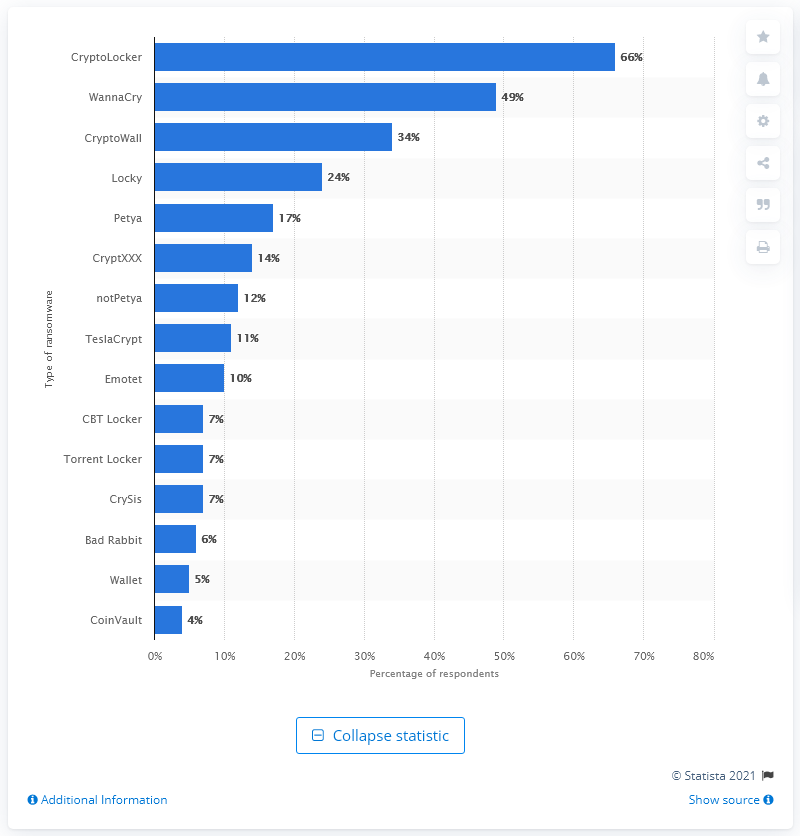 CryptoLocker 66%
WannaCry 49%
CryptoWall 34%
Locky 24%
Petya 17%
CryptXXX 14%
notPetya 12%
TeslaCrypt 11%
Emotet 10%
CBT Locker 7%
Torrent Locker 7%
CrySis 7%
Bad Rabbit 6%
Wallet 5%
CoinVault 4%
Type of ransomware
0% 10% 20% 30% 40% 50% 60% 70% 80%
Percentage of respondents
Collapse statistic
© Statista 2021
Additional Information
Show source